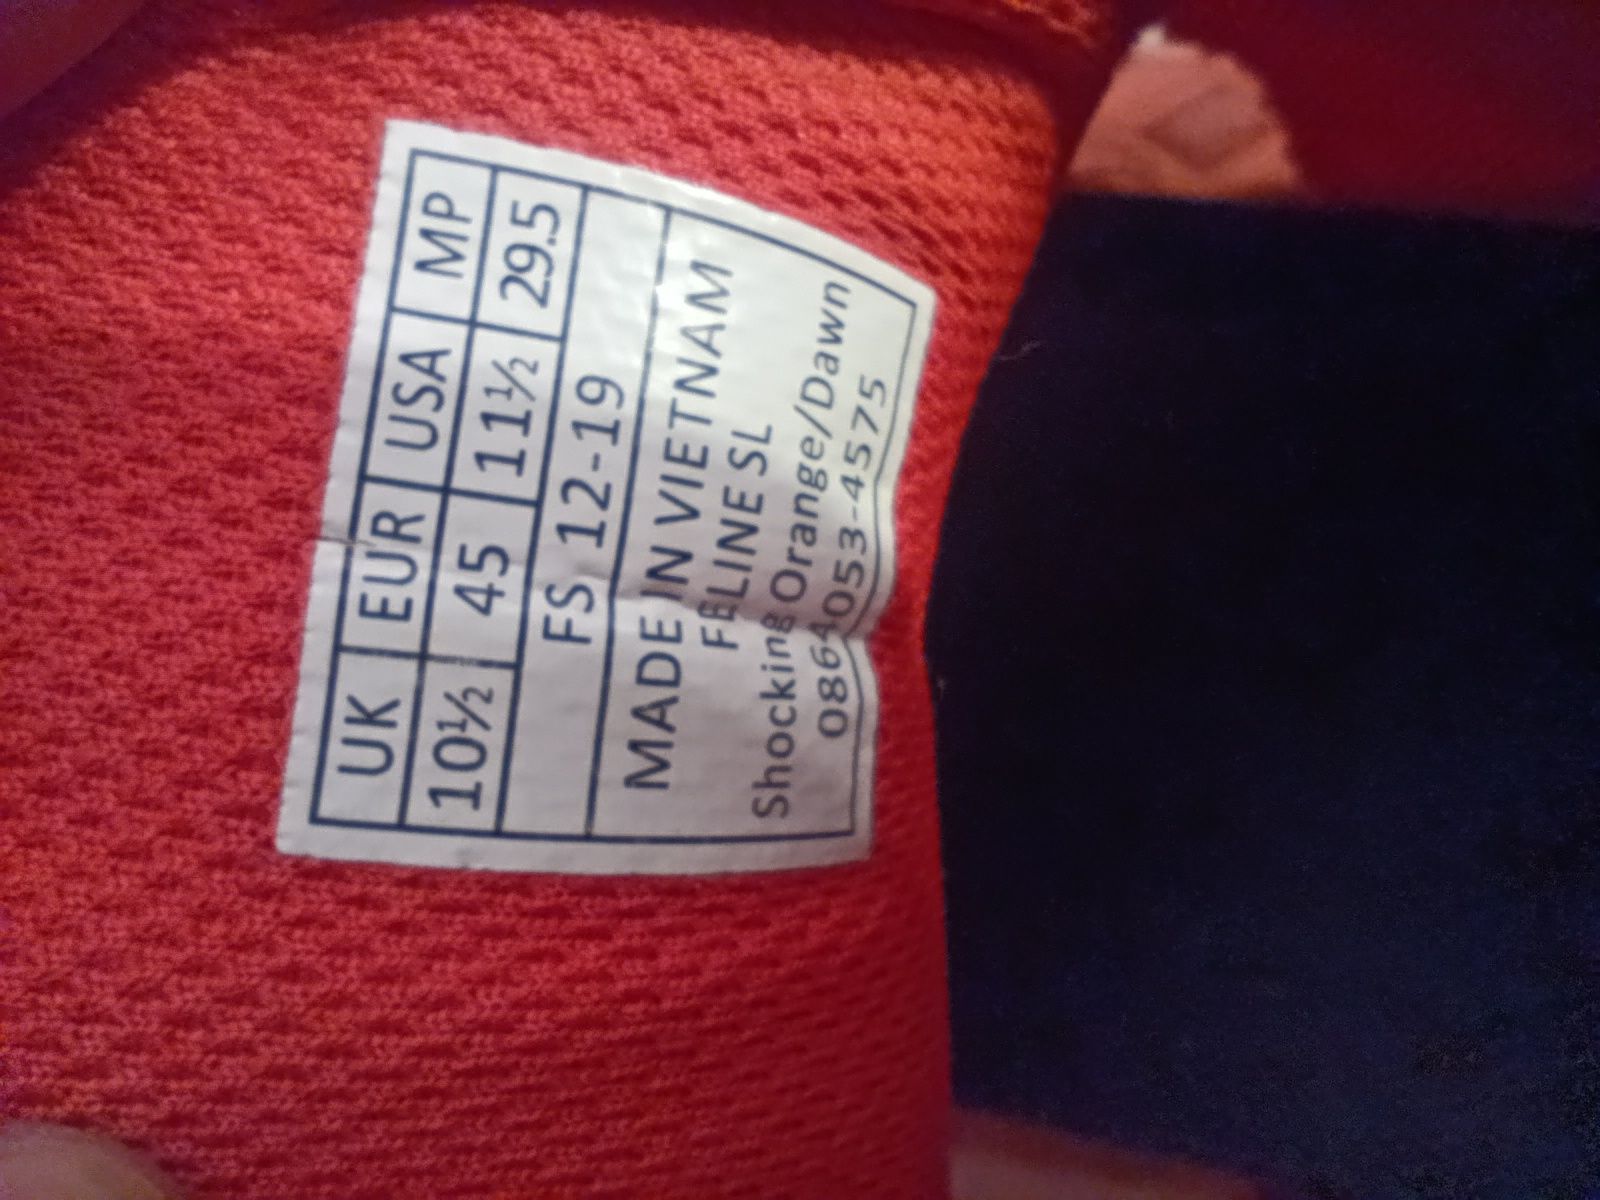 UK EUR USA MP
10½ 45 11½ 29.5
FS 12-19
MADE IN VIETNAM
FELINE SL
Shocking Orange/Dawn
0864053-4575